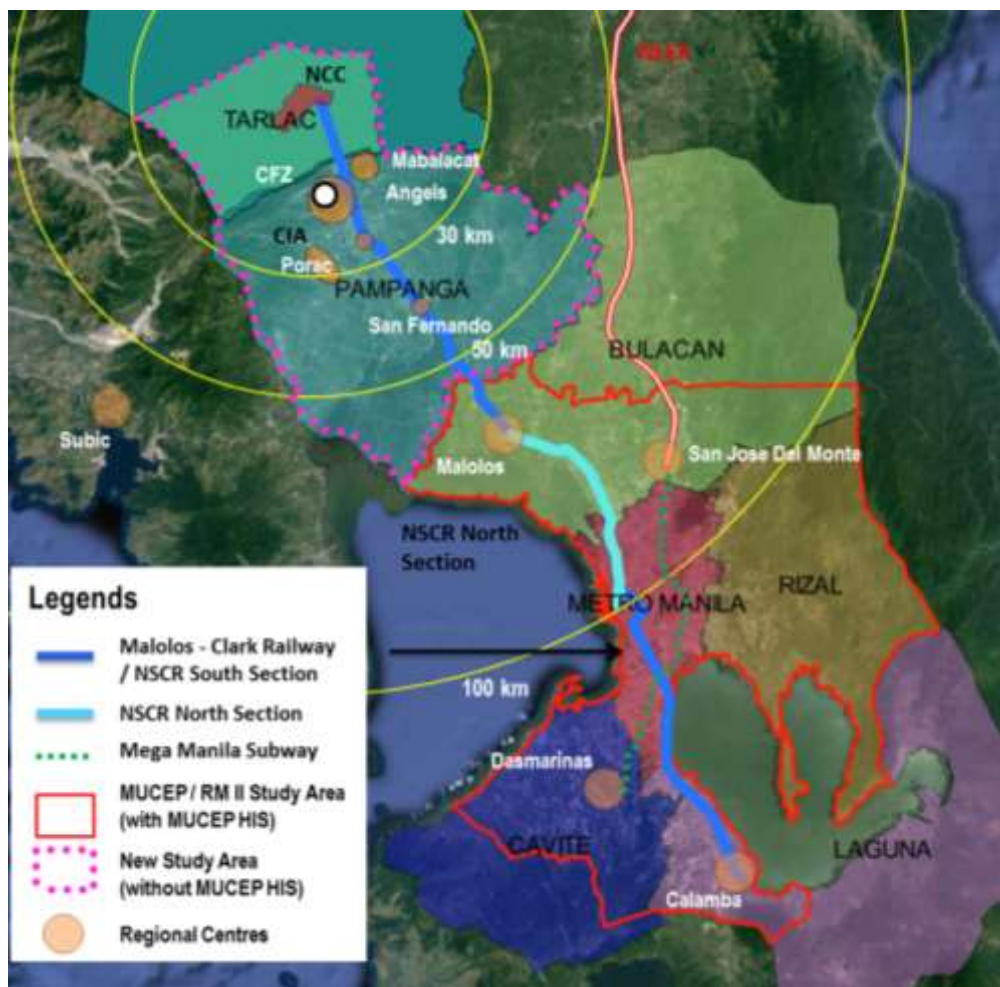 NCC
TARLAC
Mabalacat
CFZ
Angels
CIA
30 km
Porac
PAMPANGA
San Fernando
50 km
BULACAN
Subic
Malolos
San Jose Del Monte
NSCR North
Section
RIZAL
METRO MANILA
100 km
Dasmarinas
CAVITE
LAGUNA
Calamba
Legends
Malolos - Clark Railway
/ NSCR South Section
NSCR North Section
Mega Manila Subway
MUCEP / RM II Study Area
(with MUCEP HIS)
New Study Area
(without MUCEP HIS)
Regional Centres